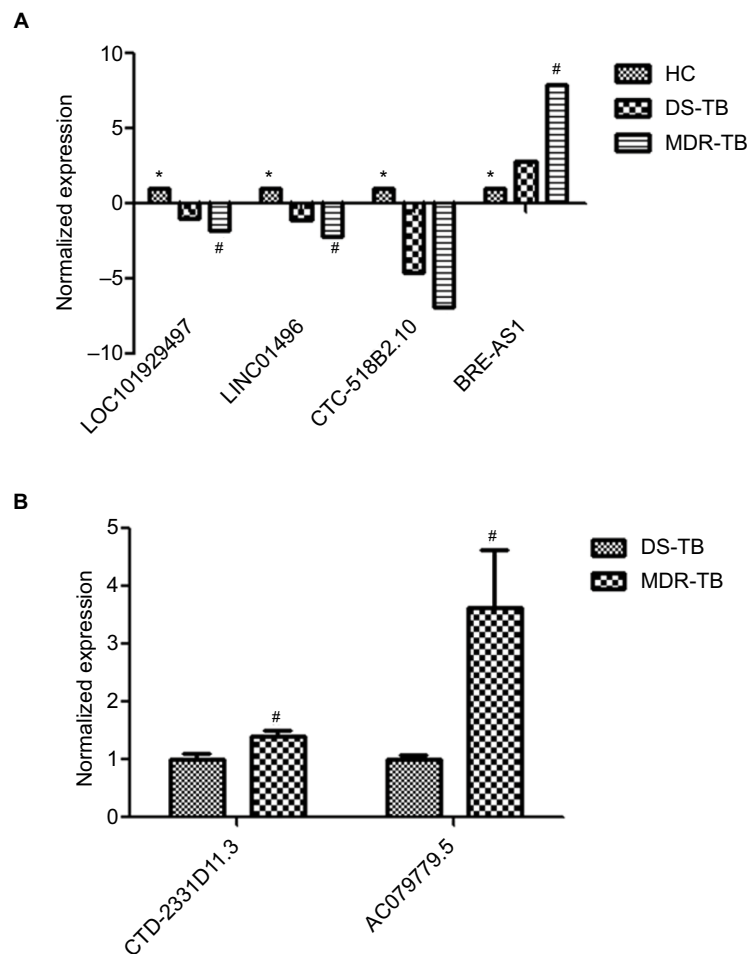 A
10
5
0
–5
–10
Normalized expression
* * * * #
# #
HC
DS-TB
MDR-TB
LOC101929497
LINC01496
CTC-518B2.10
BRE-AS1
B
5
4
3
2
1
0
Normalized expression
# #
DS-TB
MDR-TB
CTD-2331D11.3
AC079779.5